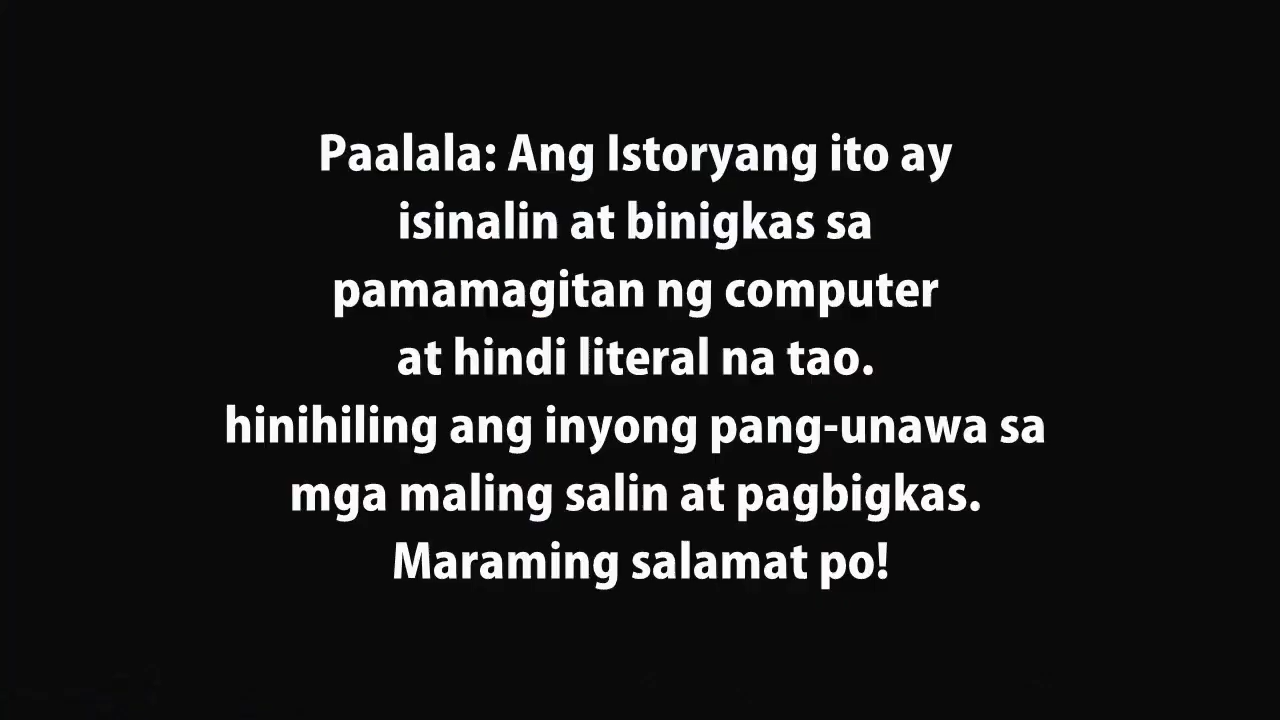 Paalala: Ang Istoryang ito ay
isinalin at binigkas sa
pamamagitan ng computer
at hindi literal na tao.
hinihiling ang inyong pang-unawa sa
mga maling salin at pagbigkas.
Maraming salamat po!